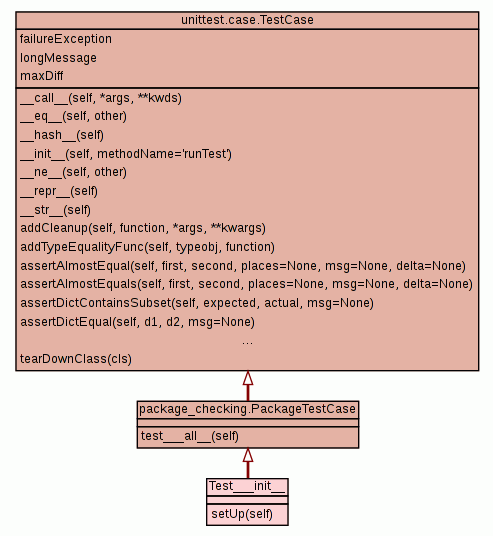 unittest.case.TestCase
failureException
longMessage
maxDiff
__call__(self, *args, **kwds)
__eq__(self, other)
__hash__(self)
__init__(self, methodName='runTest')
__ne__(self, other)
__repr__(self)
__str__(self)
addCleanup(self, function, *args, **kwargs)
addTypeEqualityFunc(self, typeobj, function)
assertAlmostEqual(self, first, second, places=None, msg=None, delta=None)
assertAlmostEquals(self, first, second, places=None, msg=None, delta=None)
assertDictContainsSubset(self, expected, actual, msg=None)
assertDictEqual(self, d1, d2, msg=None)
...
tearDownClass(cls)
package_checking.PackageTestCase
test___all__(self)
Test___init__
setUp(self)